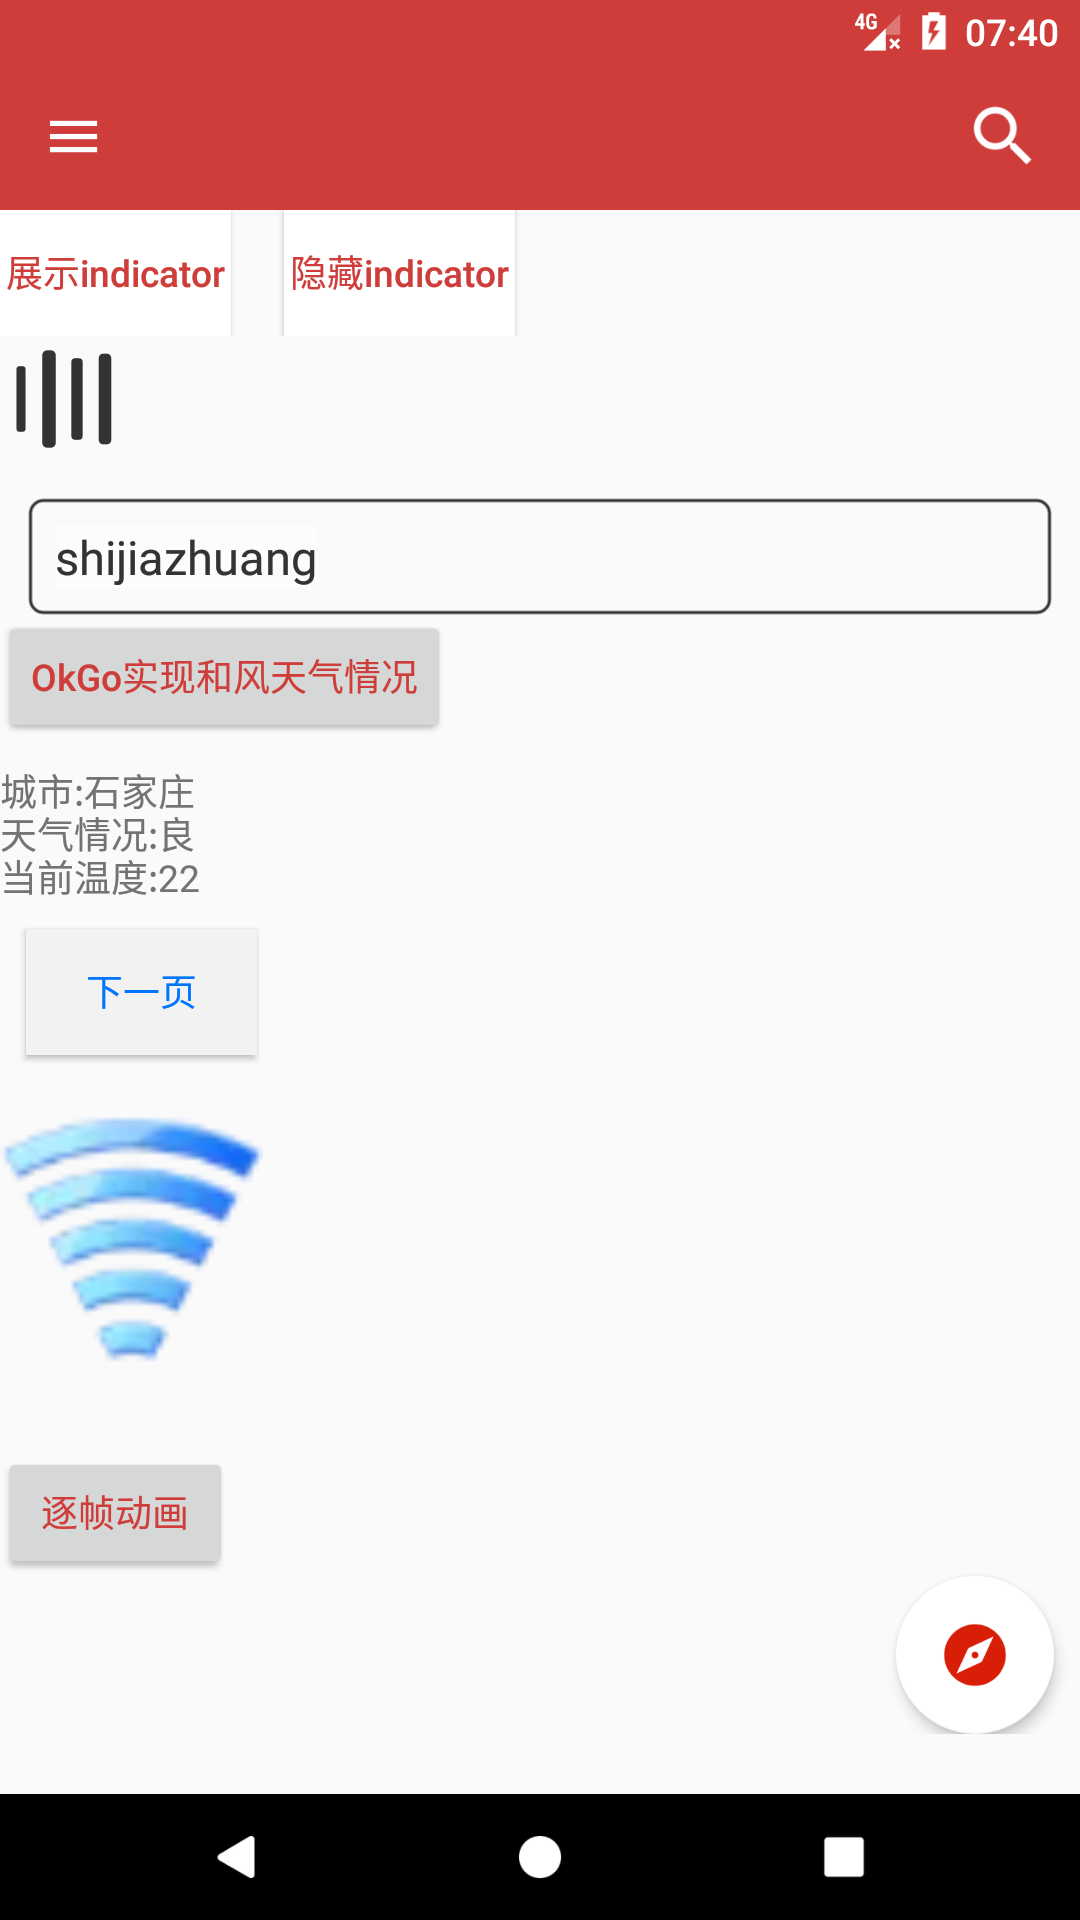 4G 07:40
展示indicator 隐藏indicator
shijiazhuang
OkGo实现和风天气情况
城市:石家庄
天气情况:良
当前温度:22
下一页
逐帧动画